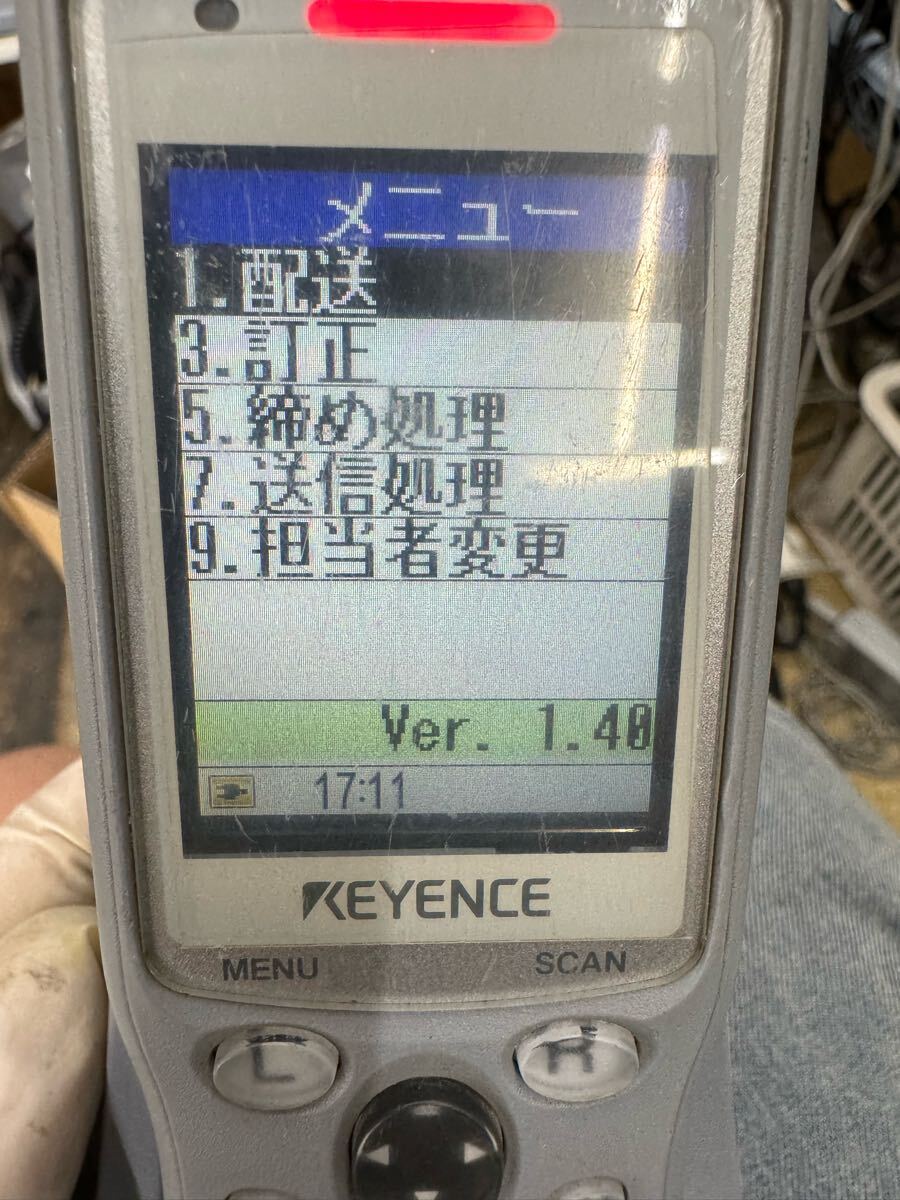 メニュー
1.配送
3.訂正
5.締め処理
7.送信処理
9.担当者変更
Ver. 1.40
17:11
KEYENCE
MENU SCAN
L